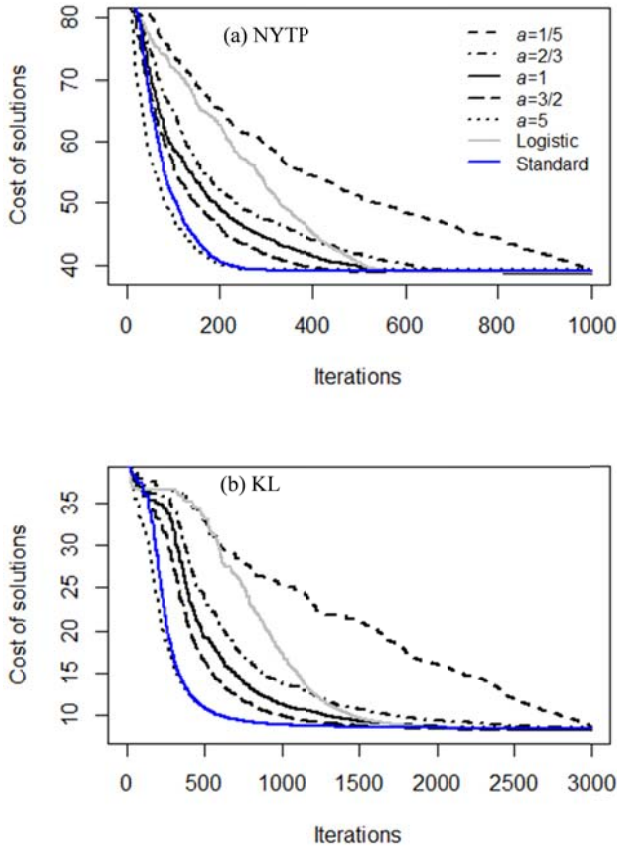 (a) NYTP
Cost of solutions
80
70
60
50
40
a=1/5
a=2/3
a=1
a=3/2
a=5
Logistic
Standard
0 200 400 600 800 1000
Iterations
(b) KL
Cost of solutions
35
30
25
20
15
10
0 500 1000 1500 2000 2500 3000
Iterations